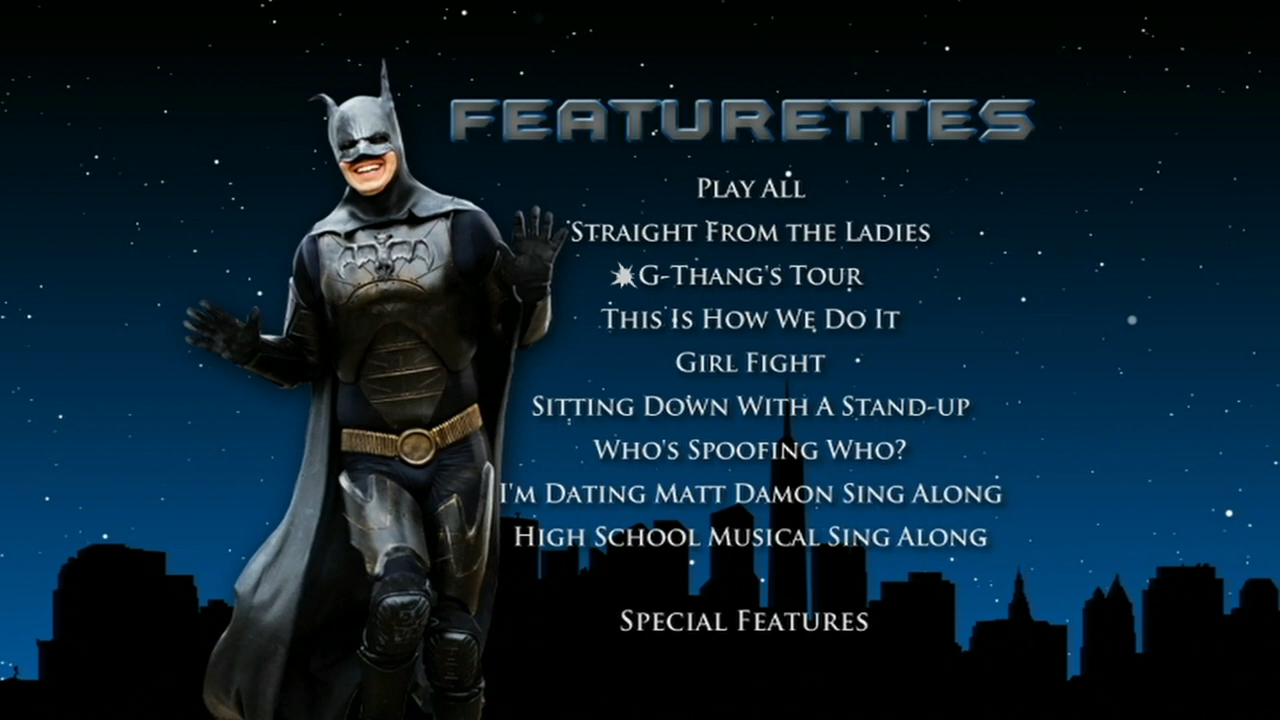 FEATURETTES
PLAY ALL
STRAIGHT FROM THE LADIES
G-THANG'S TOUR
THIS IS HOW WE DO IT
GIRL FIGHT
SITTING DOWN WITH A STAND-UP
WHO'S SPOOFING WHO?
I'M DATING MATT DAMON SING ALONG
HIGH SCHOOL MUSICAL SING ALONG
SPECIAL FEATURES